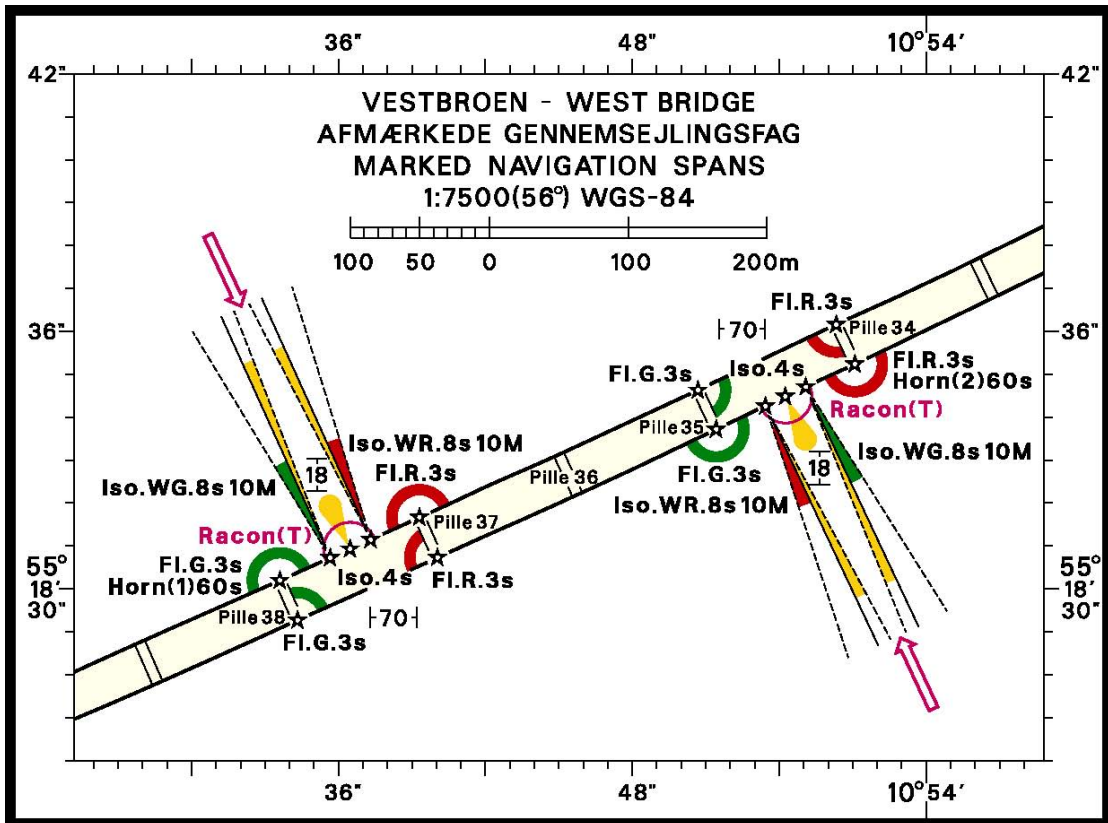 36" 48" 10°54'
42" 42"
VESTBROEN - WEST BRIDGE
AFMÆRKEDE GENNEMSEJLINGSFAG
MARKED NAVIGATION SPANS
1:7500(56°) WGS-84
100 50 0 100 200m
36" 36"
Fl.R.3s
70
Pille 34
Fl.R.3s
Horn(2)60s
Iso.4s
Fl.G.3s
Racon(T)
Pille 35
Fl.G.3s
Iso.WG.8s 10M
18
Iso.WR.8s 10M
Pille 36
Iso.WR.8s 10M
18
Fl.R.3s
Iso.WG.8s 10M
Pille 37
Racon(T)
Fl.G.3s
Horn(1)60s
Iso.4s
Fl.R.3s
Pille 38
70
Fl.G.3s
55° 55°
18' 18'
30" 30"
36" 48" 10°54'